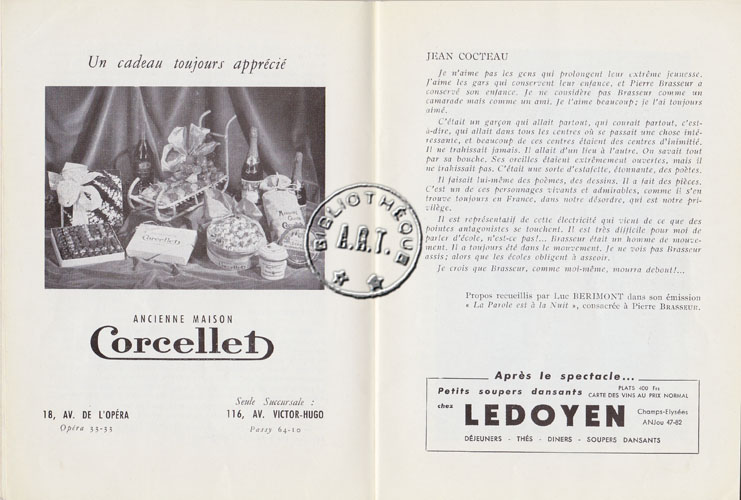 Un cadeau toujours apprécié
Corcellet
ANCIENNE MAISON
Corcellet
18, AV. DE L'OPÉRA
Opéra 33-33
Seule Succursale :
116, AV. VICTOR-HUGO
Passy 64-10
BIBLIOTHÈQUE
A.R.T.
JEAN COCTEAU
Je n'aime pas les gens qui prolongent leur extrême jeunesse.
J'aime les gars qui conservent leur enfance, et Pierre Brasseur a
conservé son enfance. Je ne considère pas Brasseur comme un
camarade mais comme un ami. Je l'aime beaucoup ; je l'ai toujours
aimé.
C'était un garçon qui allait partout, qui courait partout, c'est-
à-dire, qui allait dans tous les centres où se passait une chose inté-
ressante, et beaucoup de ces centres étaient des centres d'inimitié.
Il ne trahissait jamais. Il allait d'un lieu à l'autre. On savait tout
par sa bouche. Ses oreilles étaient extrêmement ouvertes, mais il
ne trahissait pas. C'était une sorte d'estafette, étonnante, des poètes.
Il faisait lui-même des poèmes, des dessins. Il a fait des pièces.
C'est un de ces personnages vivants et admirables, comme il s'en
trouve toujours en France, dans notre désordre, qui est notre pri-
vilège.
Il est représentatif de cette électricité qui vient de ce que des
pointes antagonistes se touchent. Il est très difficile pour moi de
parler d'école, n'est-ce pas !... Brasseur était un homme de mouve-
ment. Il a toujours été dans le mouvement. Je ne vois pas Brasseur
assis ; alors que les écoles obligent à asseoir.
Je crois que Brasseur, comme moi-même, mourra debout !...
Propos recueillis par Luc BERIMONT dans son émission
« La Parole est à la Nuit », consacrée à Pierre BRASSEUR.
Après le spectacle...
Petits soupers dansants
PLATS 400 Frs
CARTE DES VINS AU PRIX NORMAL
chez
LEDOYEN
Champs-Elysées
ANJou 47-82
DÉJEUNERS - THÉS - DINERS - SOUPERS DANSANTS